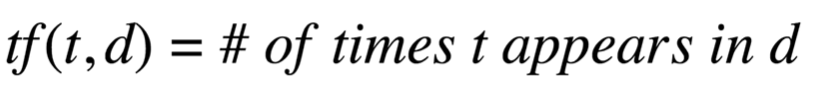 tf(t,d) = # of times t appears in d